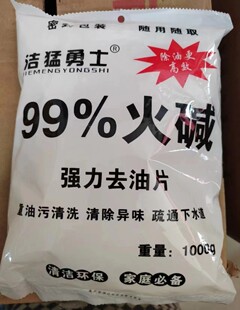 密封包装 随用随取
洁猛勇士®
JIEMENGYONGSHI
除油更
高效
99%火碱
强力去油片
重油污清洗 清除异味 疏通下水道
重量:1000g
清洁环保 家庭必备